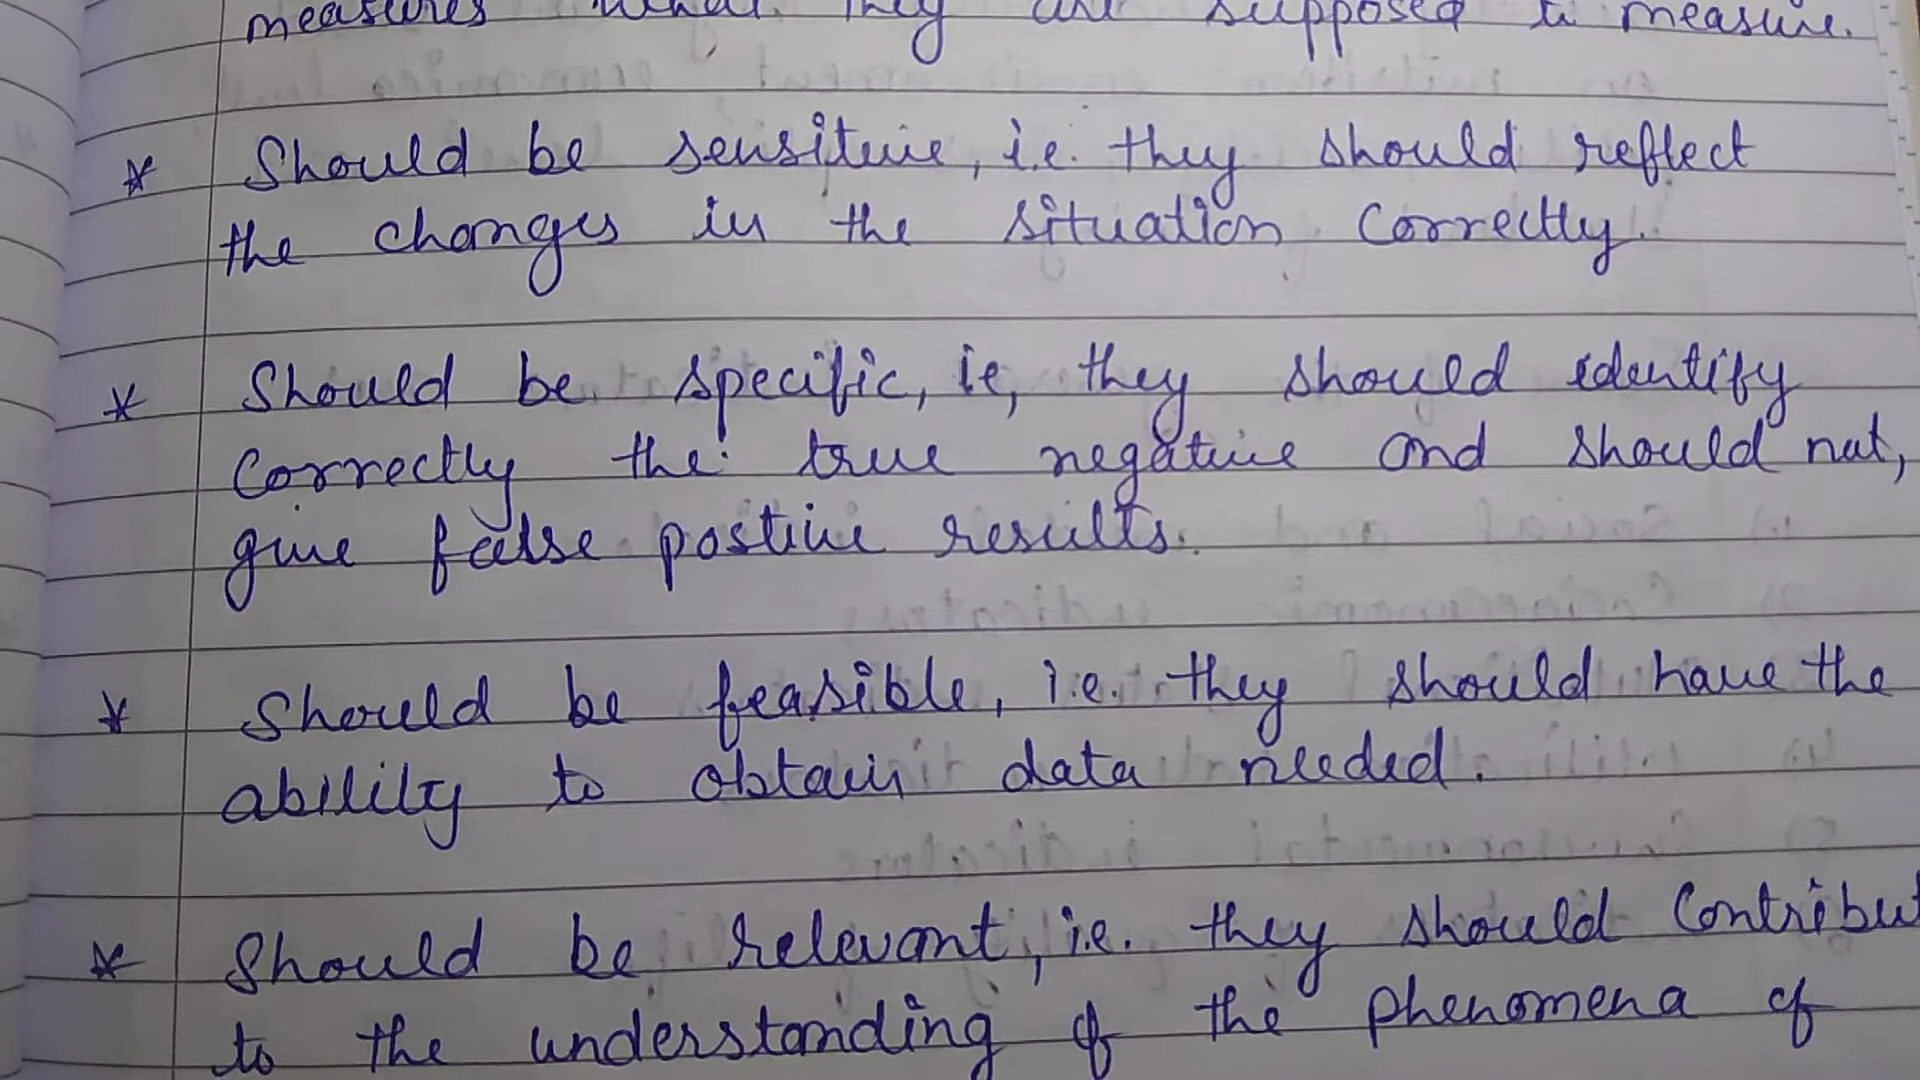 measures what they are supposed to measure.
* Should be sensitive, i.e. they should reflect
the changes in the situation correctly.
* Should be specific, ie, they should identify
correctly the true negative and should not,
give false postive results.
* Should be feasible, i.e. they should have the
ability to obtain data needed.
* Should be relevant, i.e. they should Contribut
to the understanding of the phenomena of